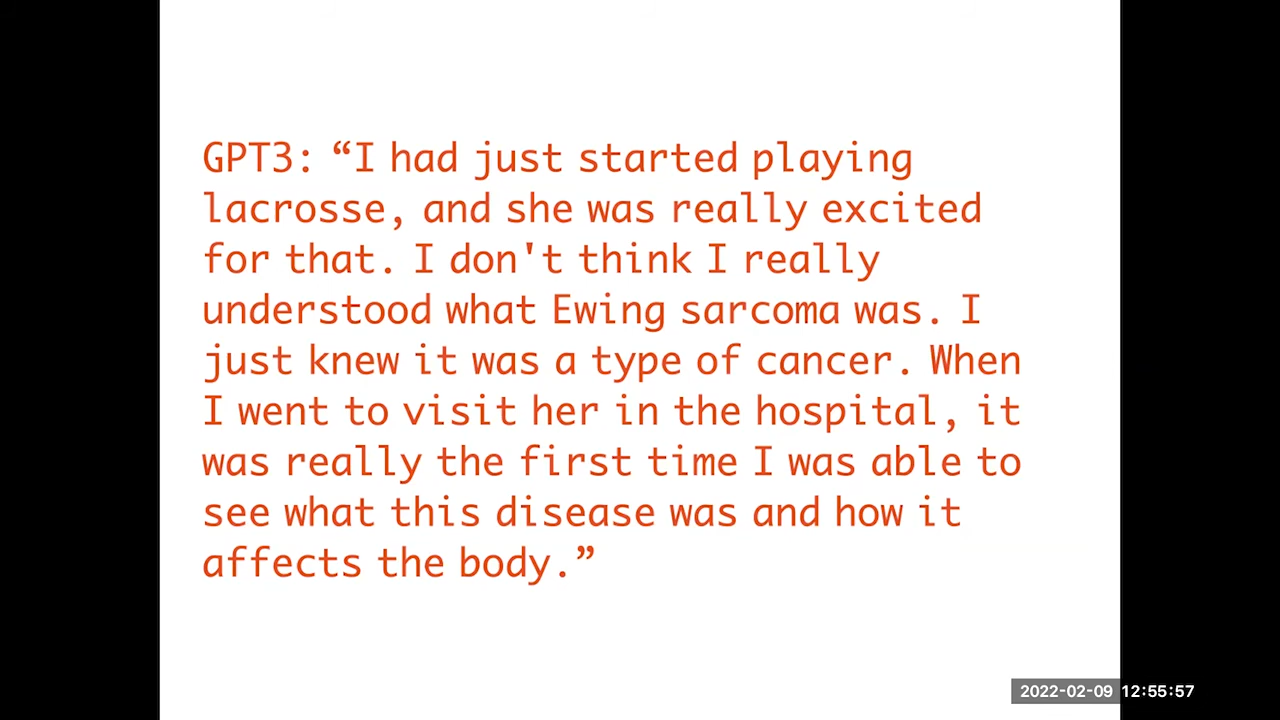 GPT3: “I had just started playing
lacrosse, and she was really excited
for that. I don't think I really
understood what Ewing sarcoma was. I
just knew it was a type of cancer. When
I went to visit her in the hospital, it
was really the first time I was able to
see what this disease was and how it
affects the body.”
2022-02-09 12:55:57